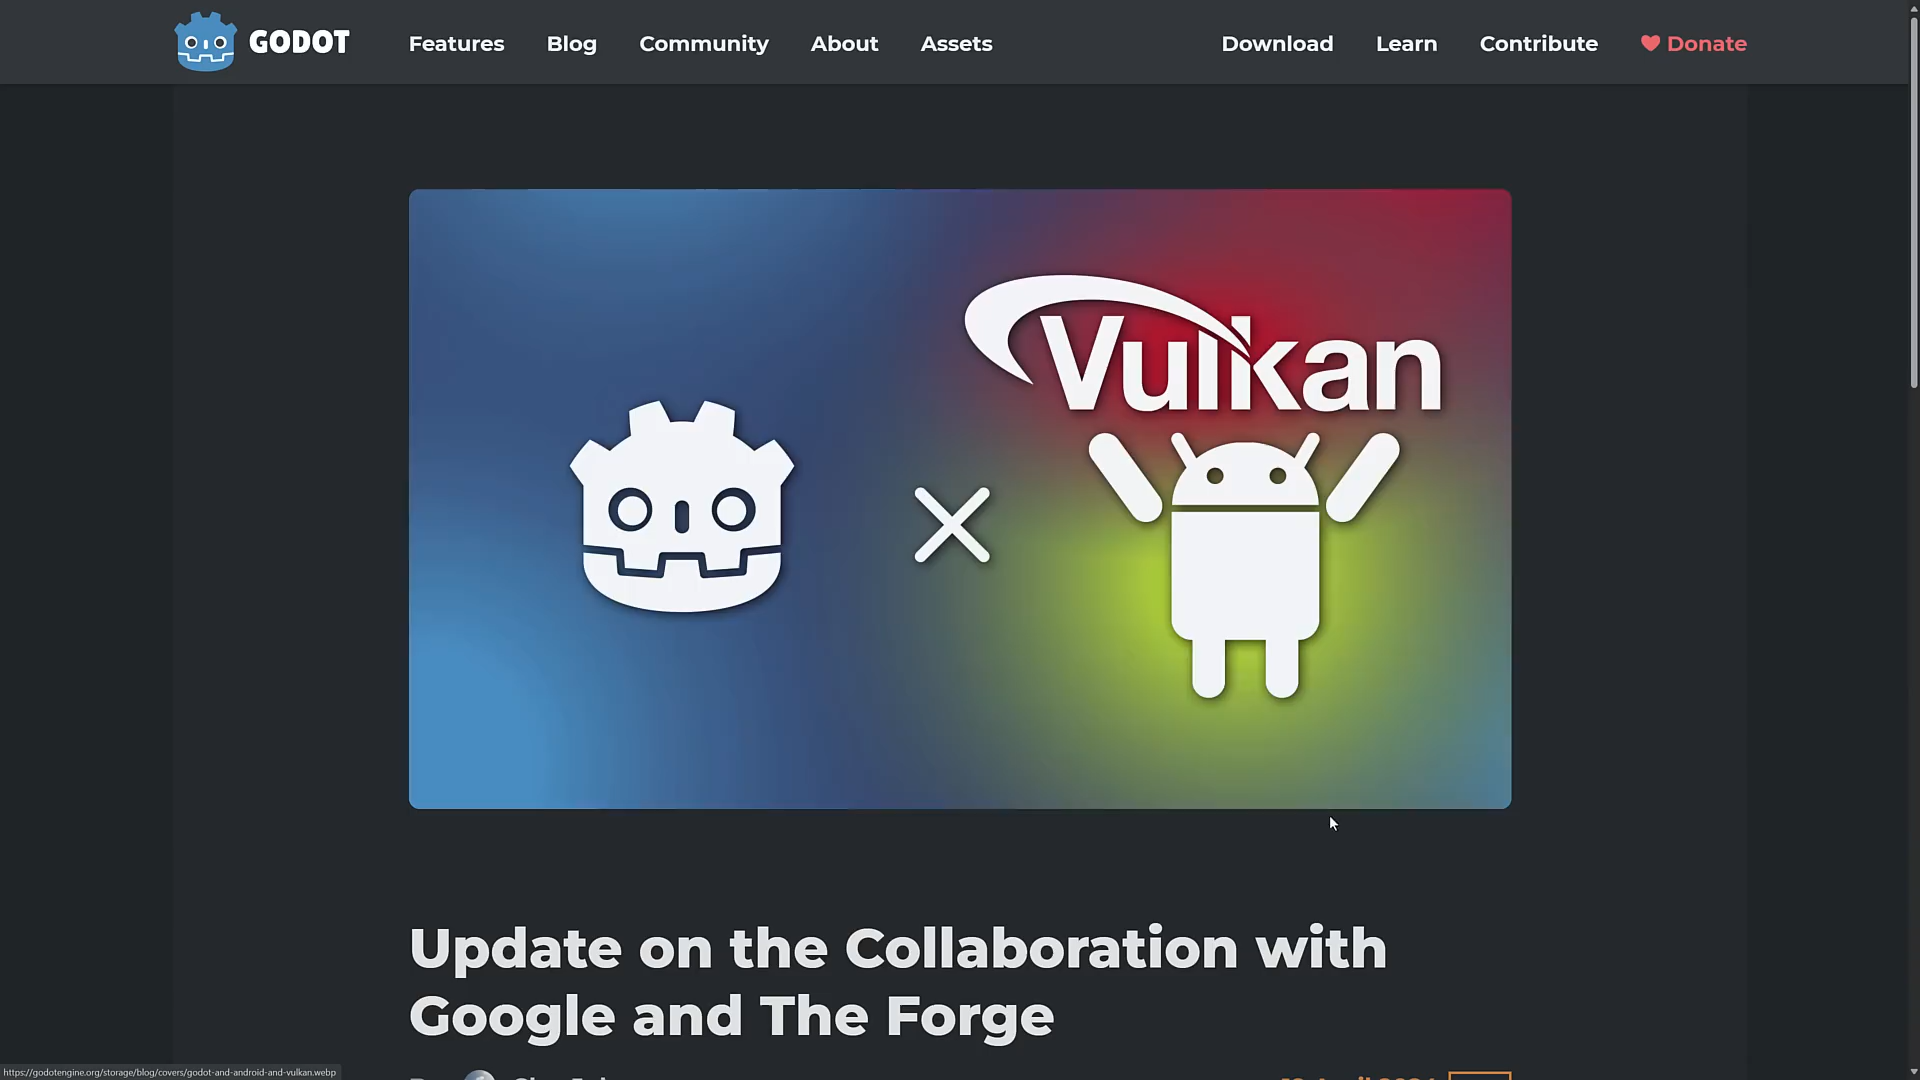 GODOT
Features
Blog
Community
About
Assets
Download
Learn
Contribute
Donate
Vulkan
Update on the Collaboration with
Google and The Forge
https://godotengine.org/storage/blog/covers/godot-and-android-and-vulkan.webp